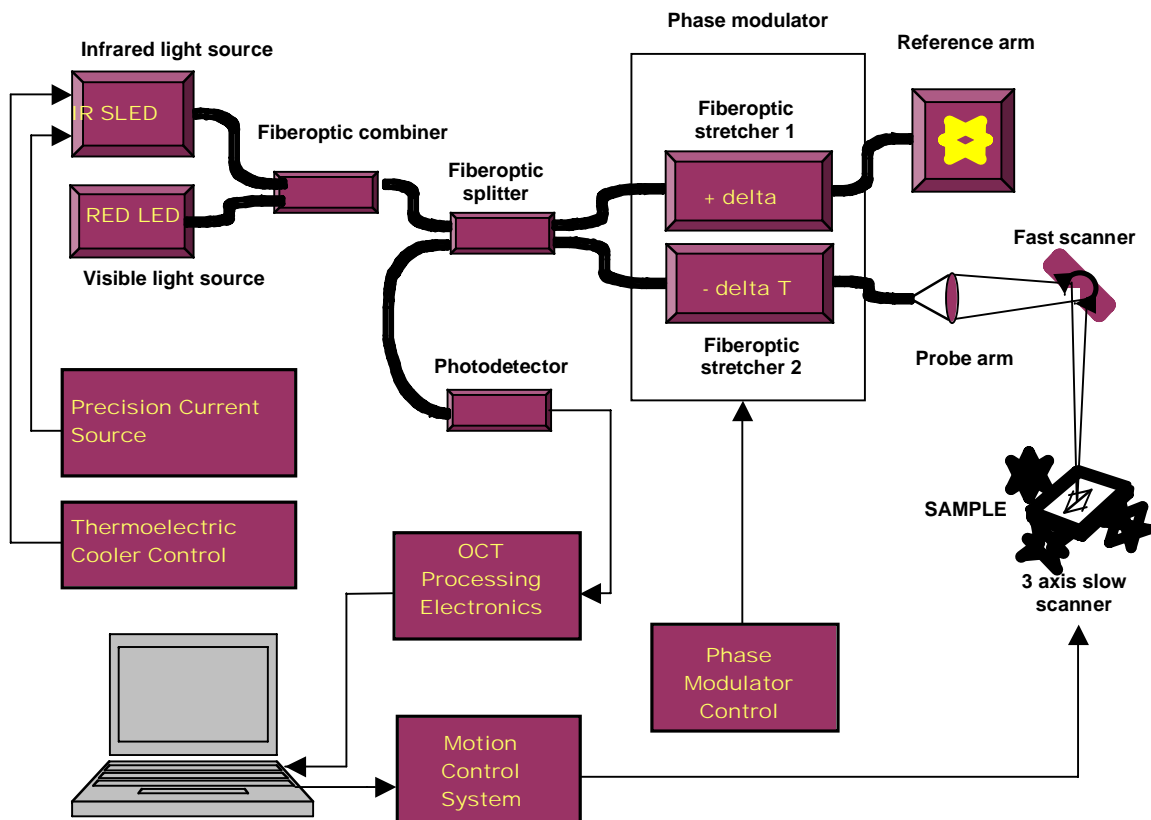 Phase modulator
Infrared light source
Reference arm
IR SLED
Fiberoptic
stretcher 1
Fiberoptic combiner
Fiberoptic
splitter
+ delta
RED LED
Fast scanner
Visible light source
- delta T
Fiberoptic
stretcher 2
Probe arm
Photodetector
Precision Current
Source
SAMPLE
Thermoelectric
Cooler Control
OCT
Processing
Electronics
3 axis slow
scanner
Phase
Modulator
Control
Motion
Control
System